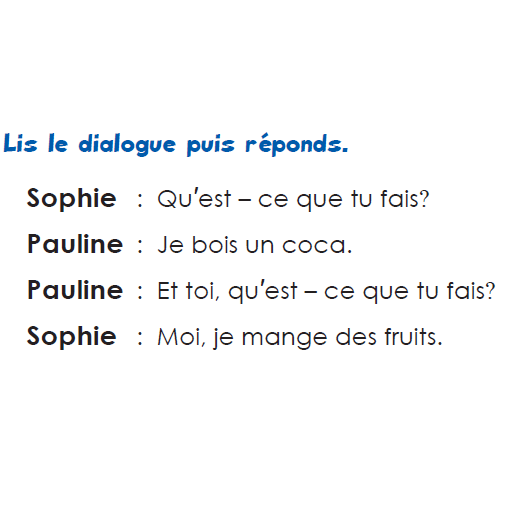 Lis le dialogue puis réponds.
Sophie : Qu'est – ce que tu fais?
Pauline : Je bois un coca.
Pauline : Et toi, qu'est – ce que tu fais?
Sophie : Moi, je mange des fruits.